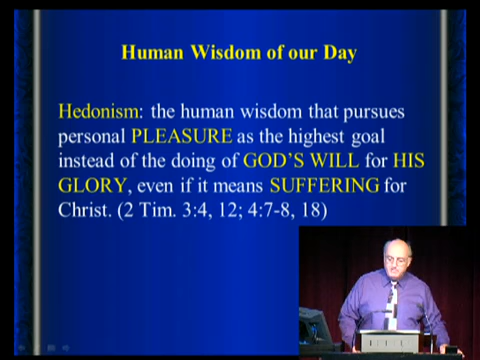 Human Wisdom of our Day
Hedonism: the human wisdom that pursues
personal PLEASURE as the highest goal
instead of the doing of GOD'S WILL for HIS
GLORY, even if it means SUFFERING for
Christ. (2 Tim. 3:4, 12; 4:7-8, 18)